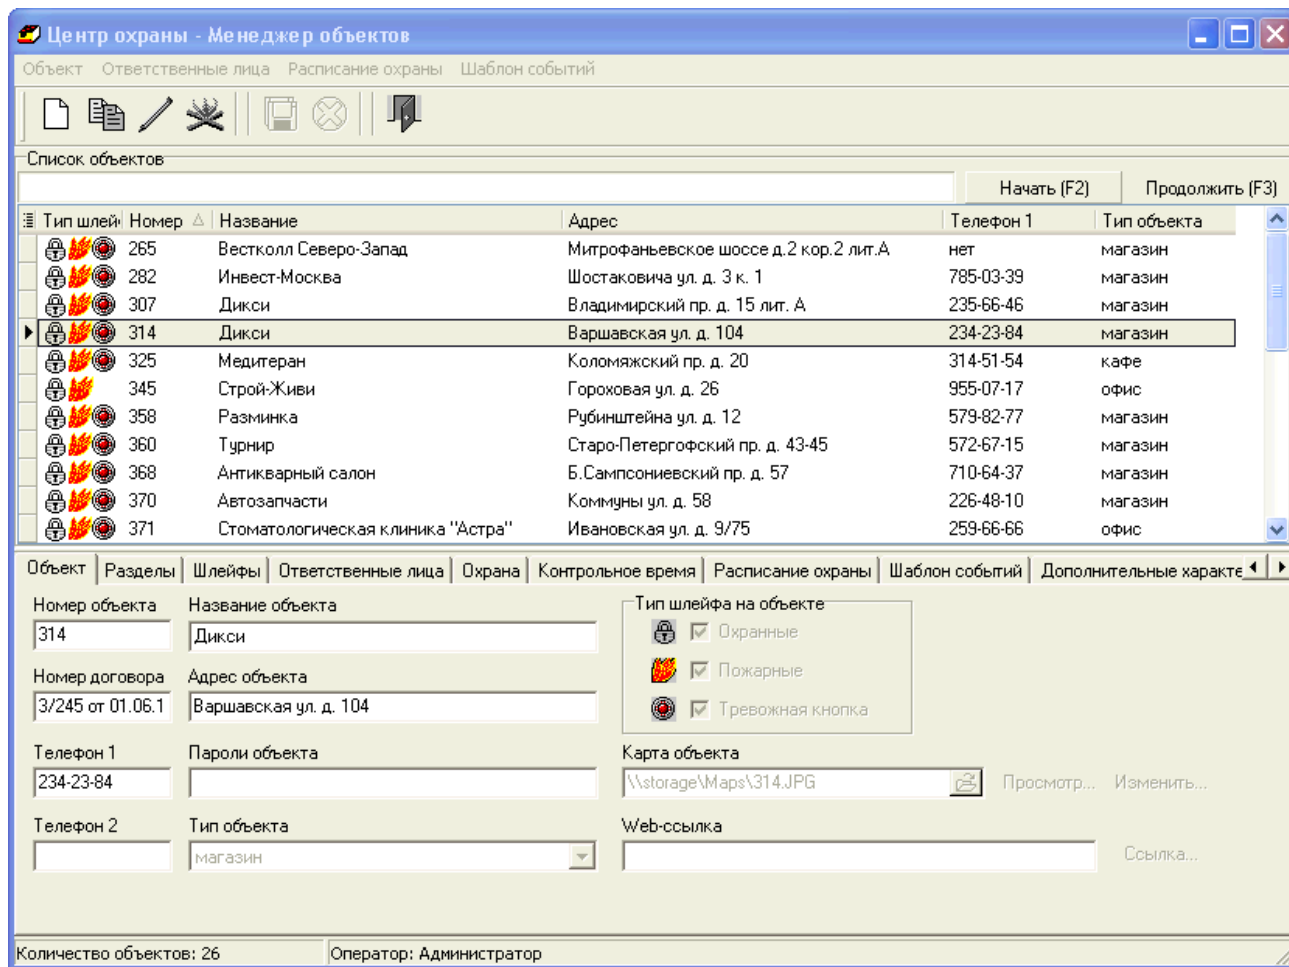 Центр охраны - Менеджер объектов
Объект Ответственные лица Расписание охраны Шаблон событий
Список объектов
Начать (F2) Продолжить (F3)
Тип шлей Номер Название Адрес Телефон 1 Тип объекта
265 Вестколл Северо-Запад Митрофаньевское шоссе д.2 кор.2 лит.А нет магазин
282 Инвест-Москва Шостаковича ул. д. 3 к. 1 785-03-39 магазин
307 Дикси Владимирский пр. д. 15 лит. А 235-66-46 магазин
314 Дикси Варшавская ул. д. 104 234-23-84 магазин
325 Медитеран Коломяжский пр. д. 20 314-51-54 кафе
345 Строй-Живи Гороховая ул. д. 26 955-07-17 офис
358 Разминка Рубинштейна ул. д. 12 579-82-77 магазин
360 Турнир Старо-Петергофский пр. д. 43-45 572-67-15 магазин
368 Антикварный салон Б.Сампсониевский пр. д. 57 710-64-37 магазин
370 Автозапчасти Коммуны ул. д. 58 226-48-10 магазин
371 Стоматологическая клиника "Астра" Ивановская ул. д. 9/75 259-66-66 офис
Объект Разделы Шлейфы Ответственные лица Охрана Контрольное время Расписание охраны Шаблон событий Дополнительные характе
Номер объекта Название объекта Тип шлейфа на объекте
314 Дикси Охранные
Пожарные
Номер договора Адрес объекта
3/245 от 01.06.1 Варшавская ул. д. 104 Тревожная кнопка
Телефон 1 Пароли объекта Карта объекта
234-23-84 \\storage\Maps\314.JPG Просмотр... Изменить...
Телефон 2 Тип объекта Web-ссылка
магазин Ссылка...
Количество объектов: 26 Оператор: Администратор